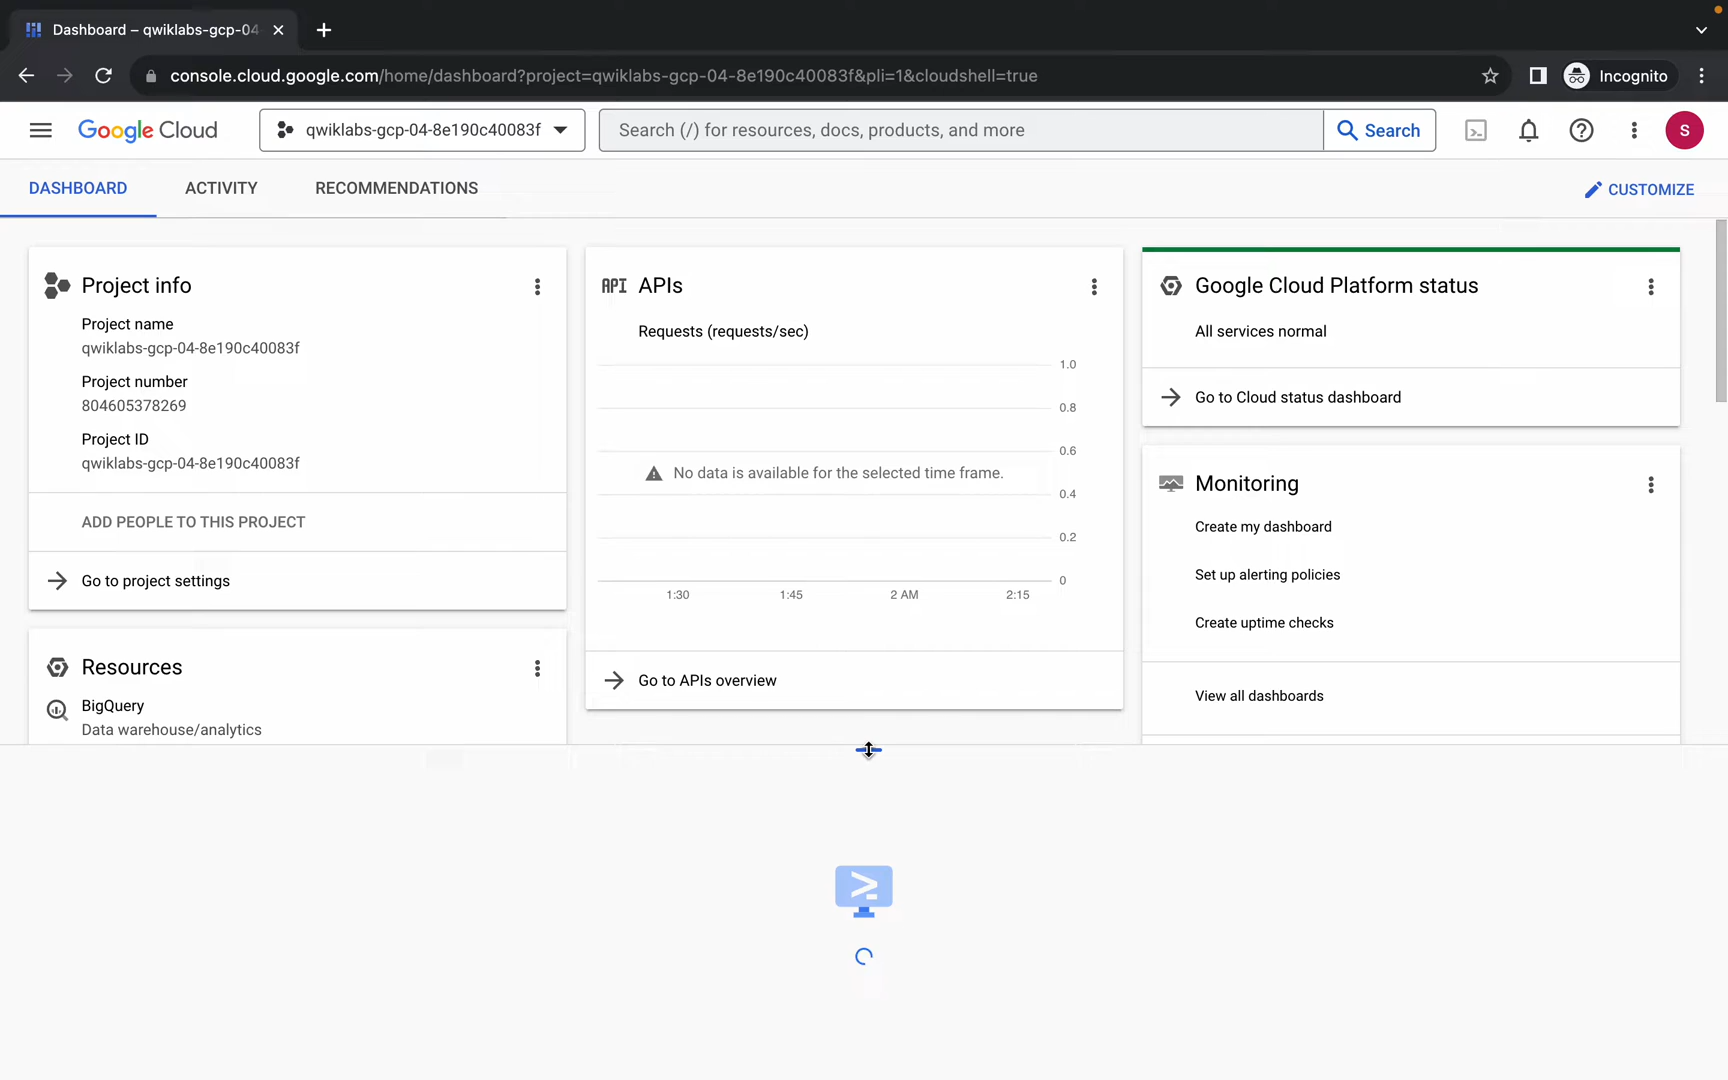 Dashboard – qwiklabs-gcp-04
console.cloud.google.com/home/dashboard?project=qwiklabs-gcp-04-8e190c40083f&pli=1&cloudshell=true
Incognito
Google Cloud
qwiklabs-gcp-04-8e190c40083f
Search (/) for resources, docs, products, and more
Search
S
DASHBOARD
ACTIVITY
RECOMMENDATIONS
CUSTOMIZE
Project info
Project name
qwiklabs-gcp-04-8e190c40083f
Project number
804605378269
Project ID
qwiklabs-gcp-04-8e190c40083f
ADD PEOPLE TO THIS PROJECT
Go to project settings
Resources
BigQuery
Data warehouse/analytics
API
APIs
Requests (requests/sec)
1.0
0.8
0.6
No data is available for the selected time frame.
0.4
0.2
0
1:30
1:45
2 AM
2:15
Go to APIs overview
Google Cloud Platform status
All services normal
Go to Cloud status dashboard
Monitoring
Create my dashboard
Set up alerting policies
Create uptime checks
View all dashboards